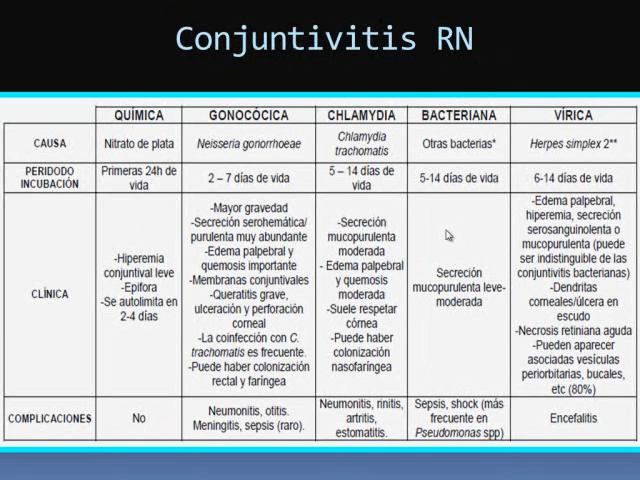 Conjuntivitis RN
QUÍMICA GONOCÓCICA CHLAMYDIA BACTERIANA VÍRICA
CAUSA
Nitrato de plata
Neisseria gonorrhoeae
Chlamydia
trachomatis
Otras bacterias*
Herpes simplex 2**
PERIDODO
INCUBACIÓN
Primeras 24h de
vida
2 – 7 días de vida
5 – 14 días de
vida
5-14 días de vida
6-14 días de vida
CLÍNICA
-Hiperemia
conjuntival leve
-Epifora
-Se autolimita en
2-4 días
-Mayor gravedad
-Secreción serohemática/
purulenta muy abundante
-Edema palpebral y
quemosis importante
-Membranas conjuntivales
-Queratitis grave,
ulceración y perforación
corneal
-La coinfección con C.
trachomatis es frecuente.
-Puede haber colonización
rectal y faríngea
-Secreción
mucopurulenta
moderada
- Edema palpebral
y quemosis
moderada
-Suele respetar
córnea
-Puede haber
colonización
nasofaríngea
Secreción
mucopurulenta leve-
moderada
-Edema palpebral,
hiperemia, secreción
serosanguinolenta o
mucopurulenta (puede
ser indistinguible de las
conjuntivitis bacterianas)
-Dendritas
corneales/úlcera en
escudo
-Necrosis retiniana aguda
-Pueden aparecer
asociadas vesículas
periorbitarias, bucales,
etc (80%)
COMPLICACIONES
No
Neumonitis, otitis.
Meningitis, sepsis (raro).
Neumonitis, rinitis,
artritis,
estomatitis.
Sepsis, shock (más
frecuente en
Pseudomonas spp)
Encefalitis